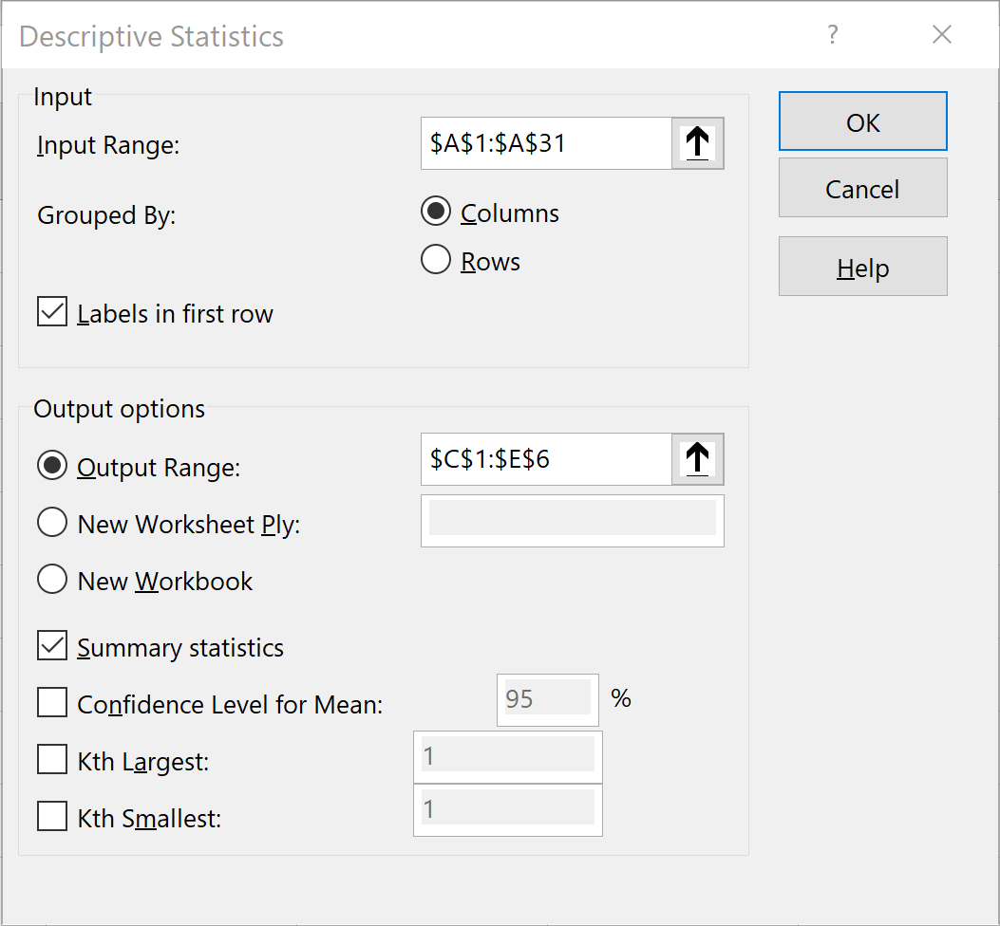 Descriptive Statistics ?
Input
Input Range: $A$1:$A$31
Grouped By: Columns
Rows
Labels in first row
OK
Cancel
Help
Output options
Output Range: $C$1:$E$6
New Worksheet Ply:
New Workbook
Summary statistics
Confidence Level for Mean: 95 %
Kth Largest: 1
Kth Smallest: 1